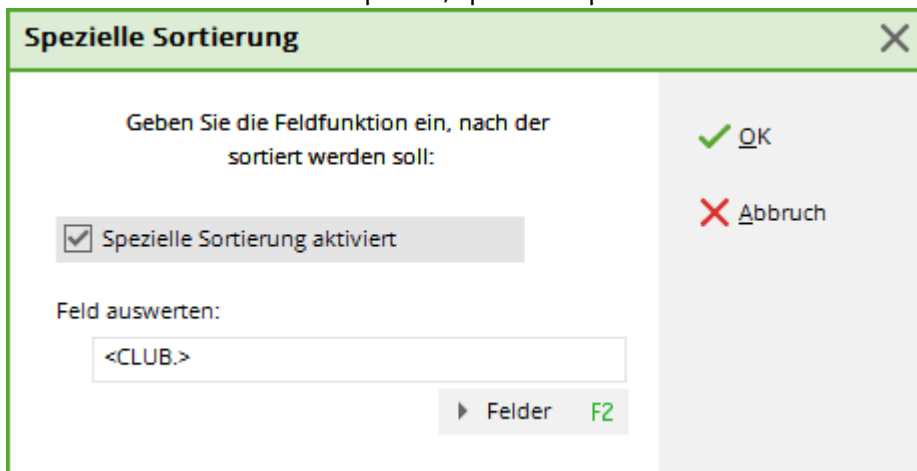 Spezielle Sortierung
Geben Sie die Feldfunktion ein, nach der
sortiert werden soll:
OK
Abbruch
Spezielle Sortierung aktiviert
Feld auswerten:
<CLUB.>
Felder F2